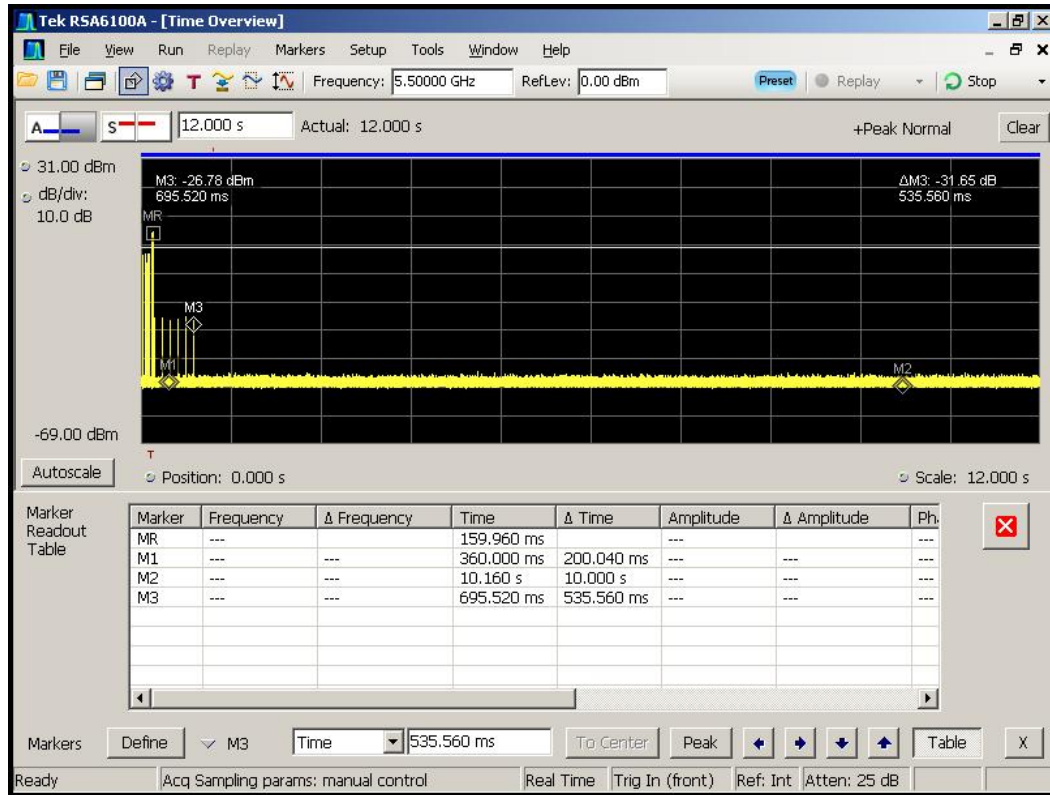 Tek RSA6100A - [Time Overview]
File View Run Replay Markers Setup Tools Window Help
T Frequency: 5.50000 GHz RefLev: 0.00 dBm Preset Replay Stop
A S 12.000 s Actual: 12.000 s +Peak Normal Clear
31.00 dBm
dB/div:
10.0 dB
M3: -26.78 dBm
695.520 ms
ΔM3: -31.65 dB
535.560 ms
MR
M3
M1
M2
-69.00 dBm
T
Autoscale Position: 0.000 s Scale: 12.000 s
Marker
Readout
Table
Marker Frequency Δ Frequency Time Δ Time Amplitude Δ Amplitude Ph
MR --- 159.960 ms --- ---
M1 --- --- 360.000 ms 200.040 ms --- --- ---
M2 --- --- 10.160 s 10.000 s --- --- ---
M3 --- --- 695.520 ms 535.560 ms --- --- ---
Markers Define M3 Time 535.560 ms To Center Peak Table X
Ready Acq Sampling params: manual control Real Time Trig In (front) Ref: Int Atten: 25 dB